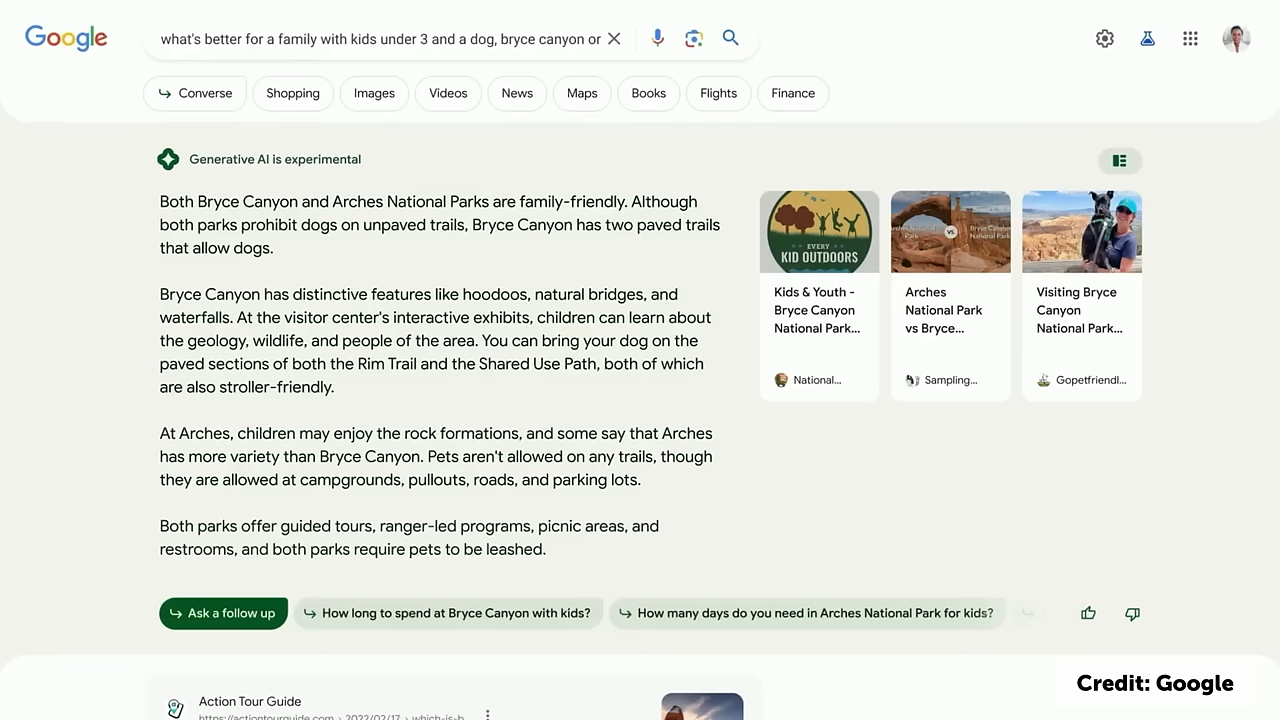 Google
what's better for a family with kids under 3 and a dog, bryce canyon or
Converse
Shopping
Images
Videos
News
Maps
Books
Flights
Finance
Generative AI is experimental
Both Bryce Canyon and Arches National Parks are family-friendly. Although
both parks prohibit dogs on unpaved trails, Bryce Canyon has two paved trails
that allow dogs.
Bryce Canyon has distinctive features like hoodoos, natural bridges, and
waterfalls. At the visitor center's interactive exhibits, children can learn about
the geology, wildlife, and people of the area. You can bring your dog on the
paved sections of both the Rim Trail and the Shared Use Path, both of which
are also stroller-friendly.
At Arches, children may enjoy the rock formations, and some say that Arches
has more variety than Bryce Canyon. Pets aren't allowed on any trails, though
they are allowed at campgrounds, pullouts, roads, and parking lots.
Both parks offer guided tours, ranger-led programs, picnic areas, and
restrooms, and both parks require pets to be leashed.
EVERY
KID OUTDOORS
Kids & Youth -
Bryce Canyon
National Park...
National...
VS
Arches
National Park
vs Bryce...
Sampling...
Visiting Bryce
Canyon
National Park...
Gopetfriendl...
Ask a follow up
How long to spend at Bryce Canyon with kids?
How many days do you need in Arches National Park for kids?
Action Tour Guide
https://actiontourguide.com › 2022/02/17 › which-is-b...
Credit: Google